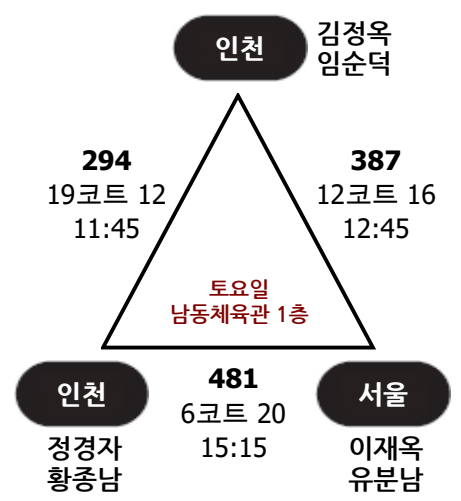 인천
김정옥
임순덕
294
19코트 12
11:45
387
12코트 16
12:45
토요일
남동체육관 1층
인천
정경자
황종남
481
6코트 20
15:15
서울
이재옥
유분남